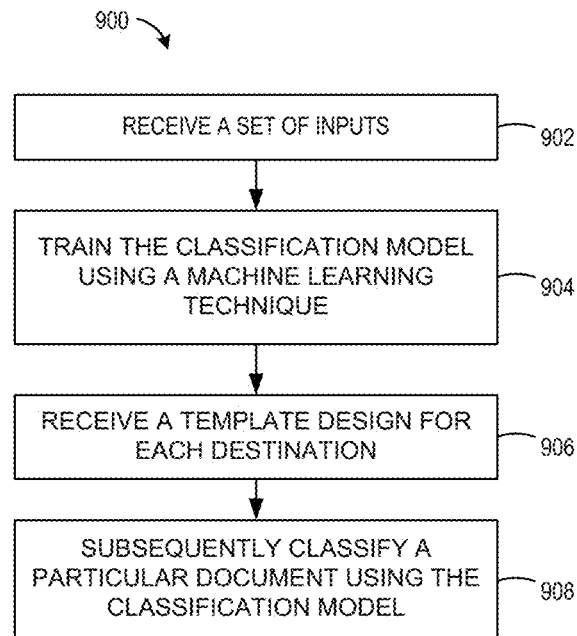 900
RECEIVE A SET OF INPUTS
902
TRAIN THE CLASSIFICATION MODEL
USING A MACHINE LEARNING
TECHNIQUE
904
RECEIVE A TEMPLATE DESIGN FOR
EACH DESTINATION
906
SUBSEQUENTLY CLASSIFY A
PARTICULAR DOCUMENT USING THE
CLASSIFICATION MODEL
908